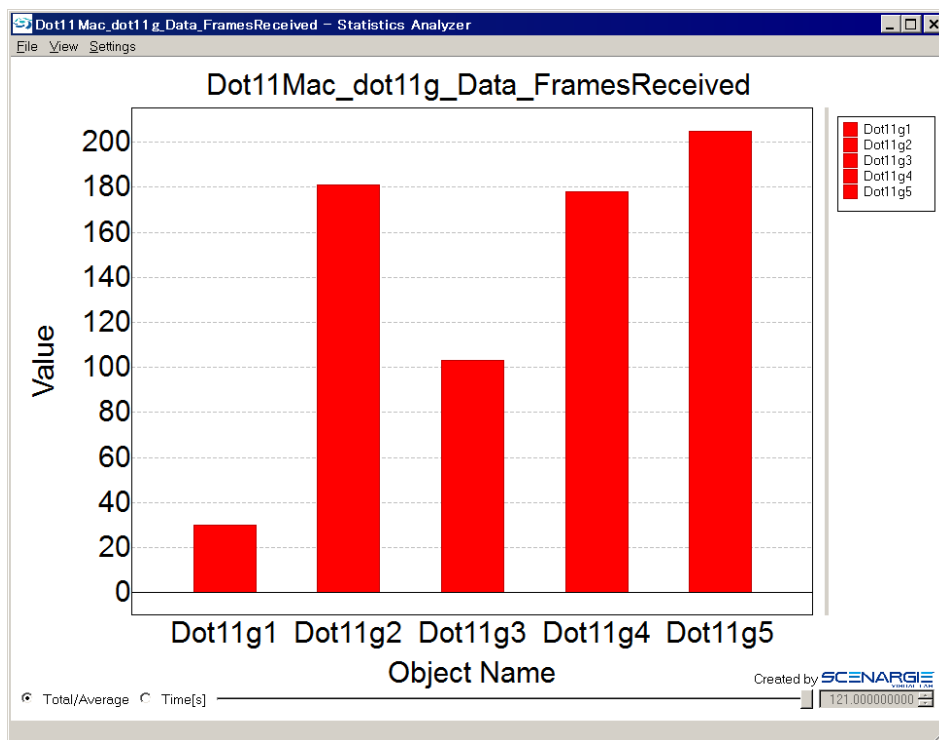 Dot11Mac_dot11g_Data_FramesReceived - Statistics Analyzer
File View Settings
Dot11Mac_dot11g_Data_FramesReceived
200
180
160
140
120
100
80
60
40
20
0
Value
Dot11g1 Dot11g2 Dot11g3 Dot11g4 Dot11g5
Object Name
Dot11g1
Dot11g2
Dot11g3
Dot11g4
Dot11g5
Created by SCENARGIE
Total/Average Time[s] 121.000000000